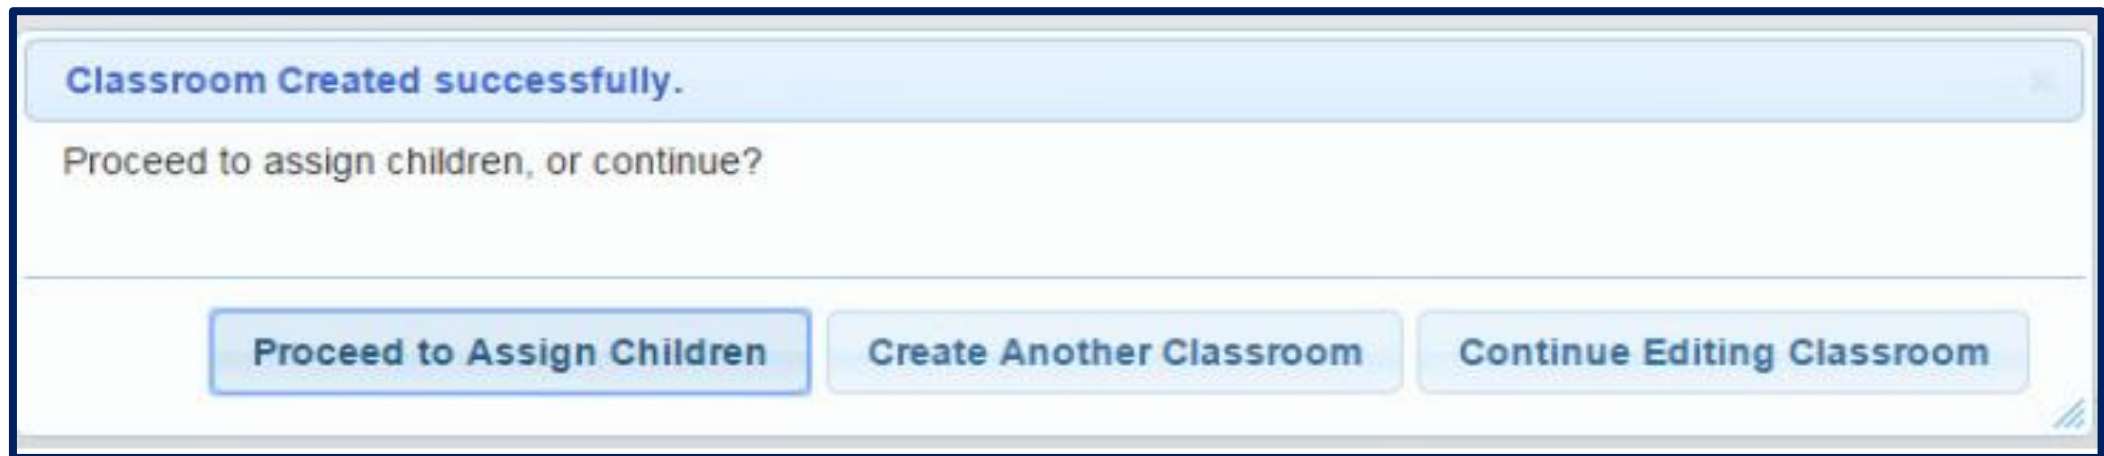 Classroom Created successfully.
Proceed to assign children, or continue?
Proceed to Assign Children
Create Another Classroom
Continue Editing Classroom